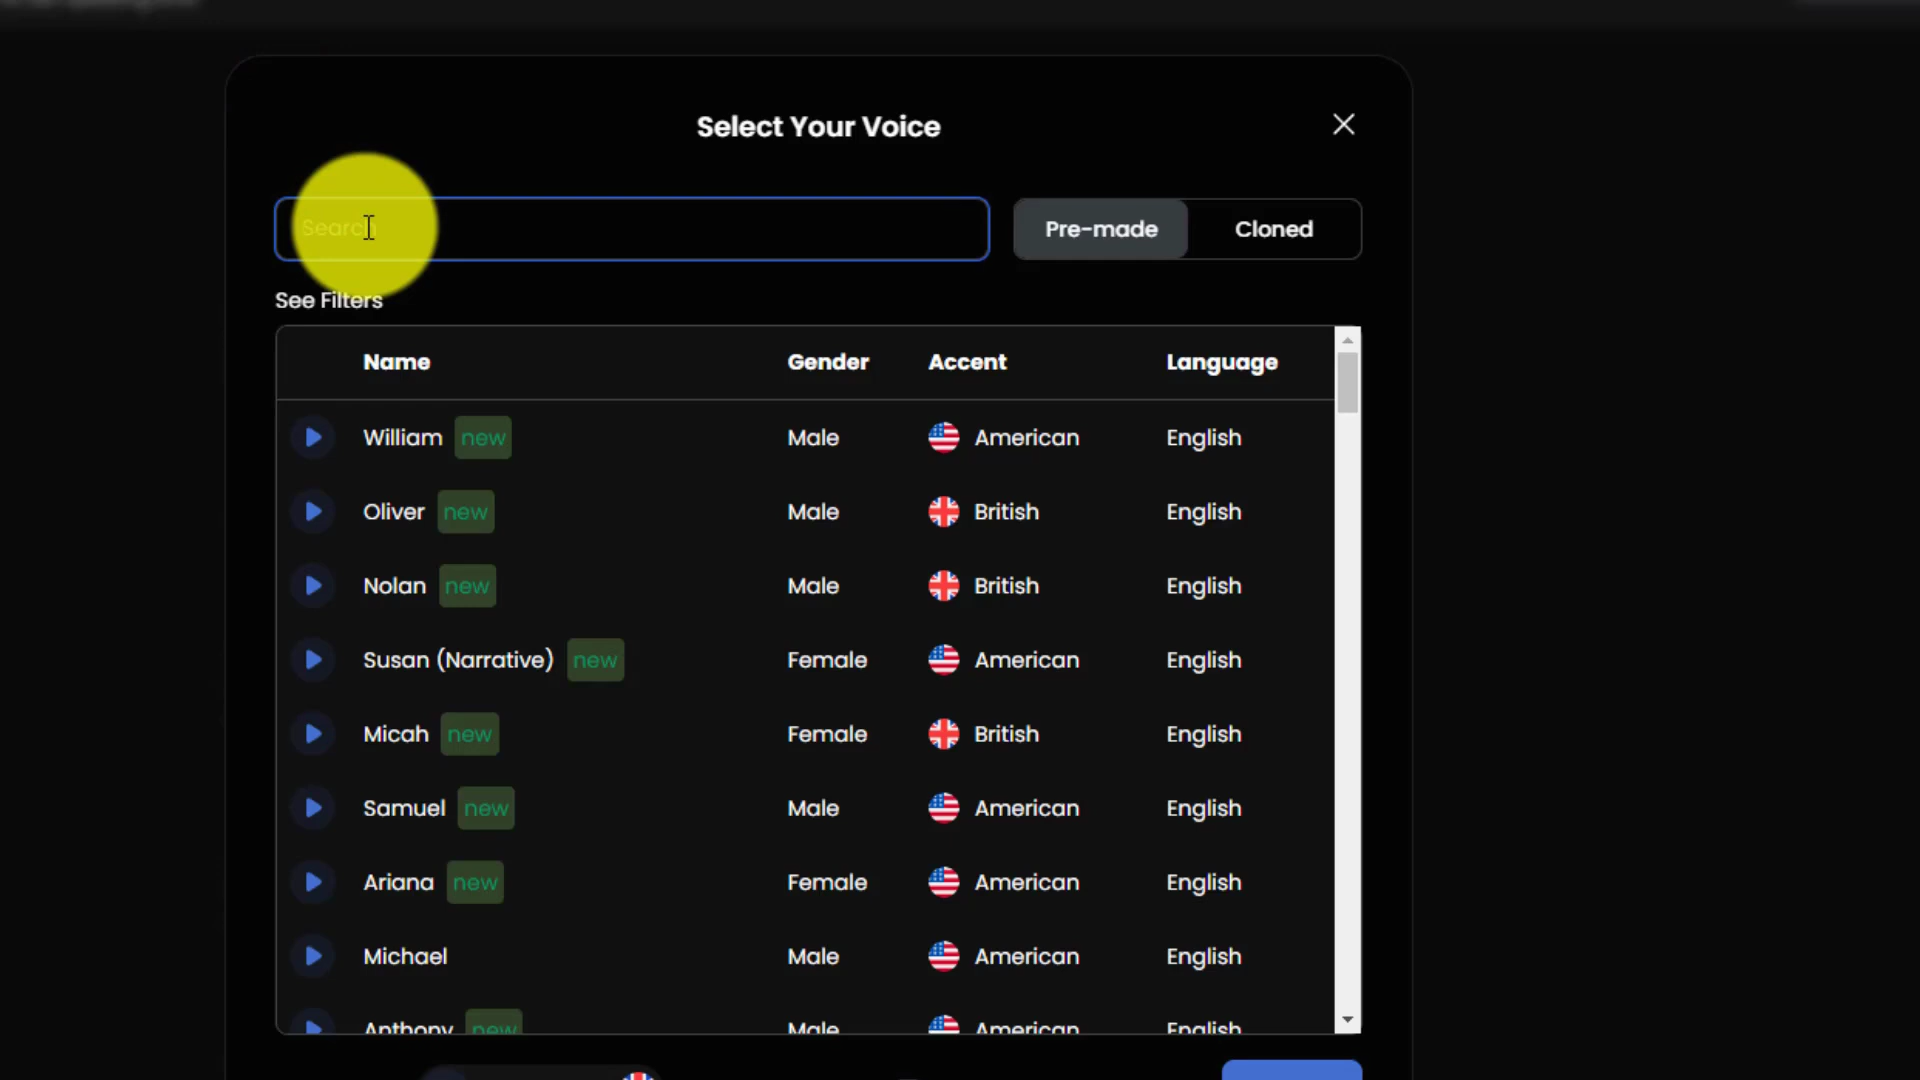 Select Your Voice
Search
Pre-made Cloned
See Filters
Name Gender Accent Language
William new Male American English
Oliver new Male British English
Nolan new Male British English
Susan (Narrative) new Female American English
Micah new Female British English
Samuel new Male American English
Ariana new Female American English
Michael Male American English
Anthony new Male American English